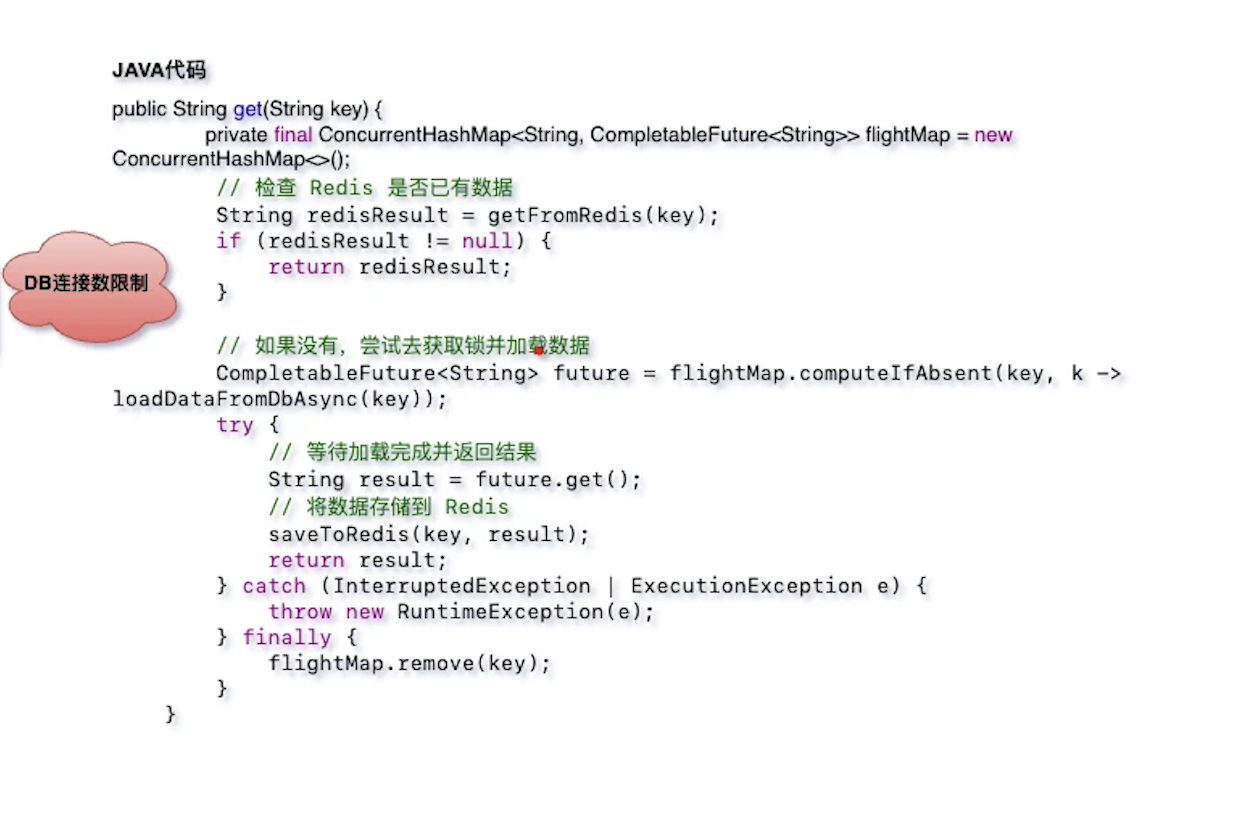 JAVA代码
public String get(String key) {
private final ConcurrentHashMap<String, CompletableFuture<String>> flightMap = new
ConcurrentHashMap<>();
// 检查 Redis 是否已有数据
String redisResult = getFromRedis(key);
if (redisResult != null) {
return redisResult;
}
DB连接数限制
// 如果没有，尝试去获取锁并加载数据
CompletableFuture<String> future = flightMap.computeIfAbsent(key, k ->
loadDataFromDbAsync(key));
try {
// 等待加载完成并返回结果
String result = future.get();
// 将数据存储到 Redis
saveToRedis(key, result);
return result;
} catch (InterruptedException | ExecutionException e) {
throw new RuntimeException(e);
} finally {
flightMap.remove(key);
}
}